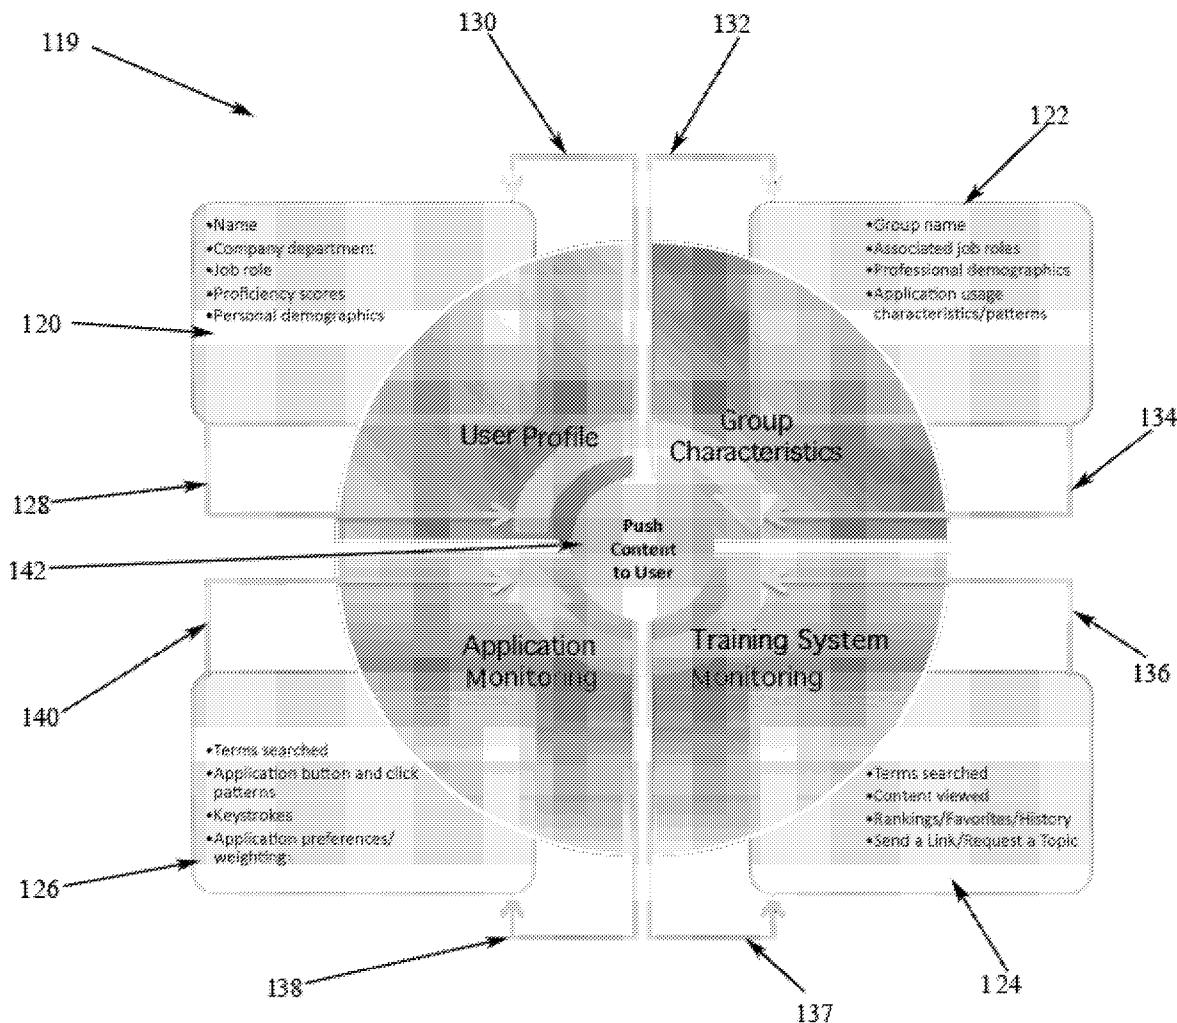 130
132
119
122
•Name
•Company department
•Job role
•Proficiency scores
•Personal demographics
•Group name
•Associated job roles
•Professional demographics
•Application usage
characteristics/patterns
120
User Profile
Group
Characteristics
134
128
Push
Content
to User
142
Application
Monitoring
Training System
Monitoring
136
140
•Terms searched
•Application button and click
patterns
•Keystrokes
•Application preferences/
weighting
•Terms searched
•Content viewed
•Rankings/Favorites/History
•Send a Link/Request a Topic
126
138
137
124